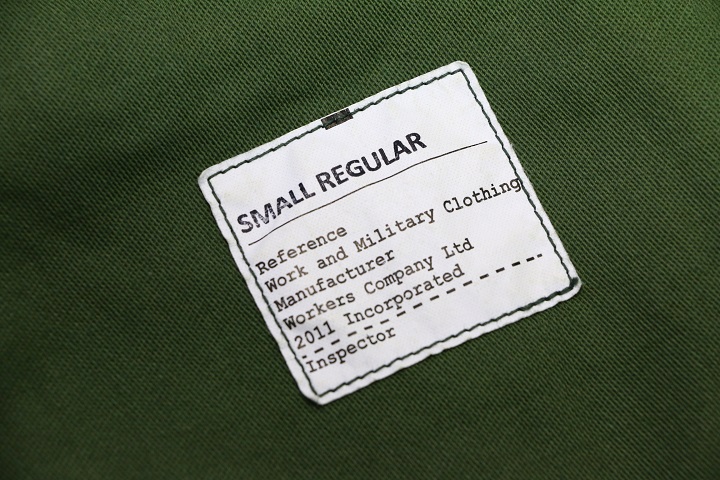 SMALL REGULAR
Reference
Work and Military Clothing
Manufacturer
Workers Company Ltd
2011 Incorporated
Inspector